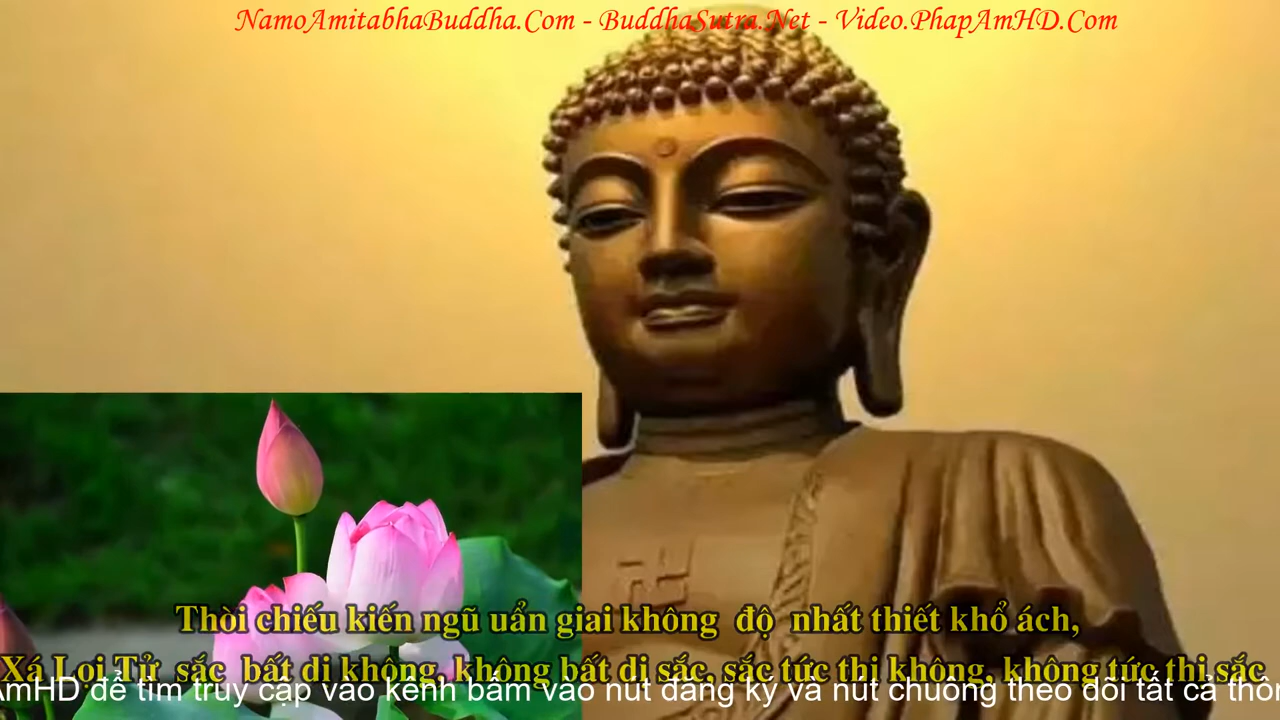 NamoAmitabhaBuddha.Com - BuddhaSutra.Net - Video.PhapAmHD.Com
Thời chiếu kiến ngũ uẩn giai không độ nhất thiết khổ ách,
Xá Lợi Tử sắc bất dị không, không bất dị sắc, sắc tức thị không, không tức thị sắc
AmHD để tìm truy cập vào kênh bấm vào nút đăng ký và nút chuông theo dõi tất cả thôn